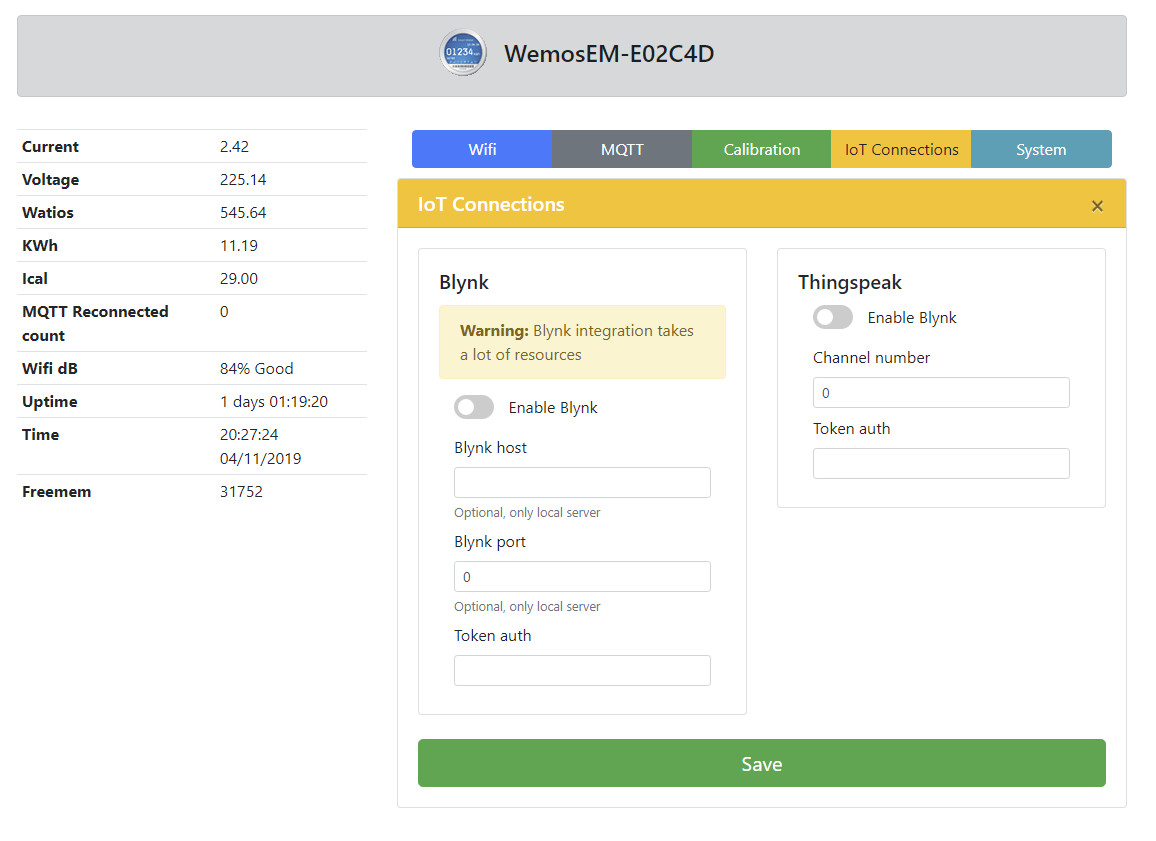 WemosEM-E02C4D
Current 2.42
Voltage 225.14
Watios 545.64
KWh 11.19
Ical 29.00
MQTT Reconnected 0
count
Wifi dB 84% Good
Uptime 1 days 01:19:20
Time 20:27:24
04/11/2019
Freemem 31752
Wifi MQTT Calibration IoT Connections System
IoT Connections ×
Blynk
Warning: Blynk integration takes
a lot of resources
Enable Blynk
Blynk host
Optional, only local server
Blynk port
0
Optional, only local server
Token auth
Thingspeak
Enable Blynk
Channel number
0
Token auth
Save